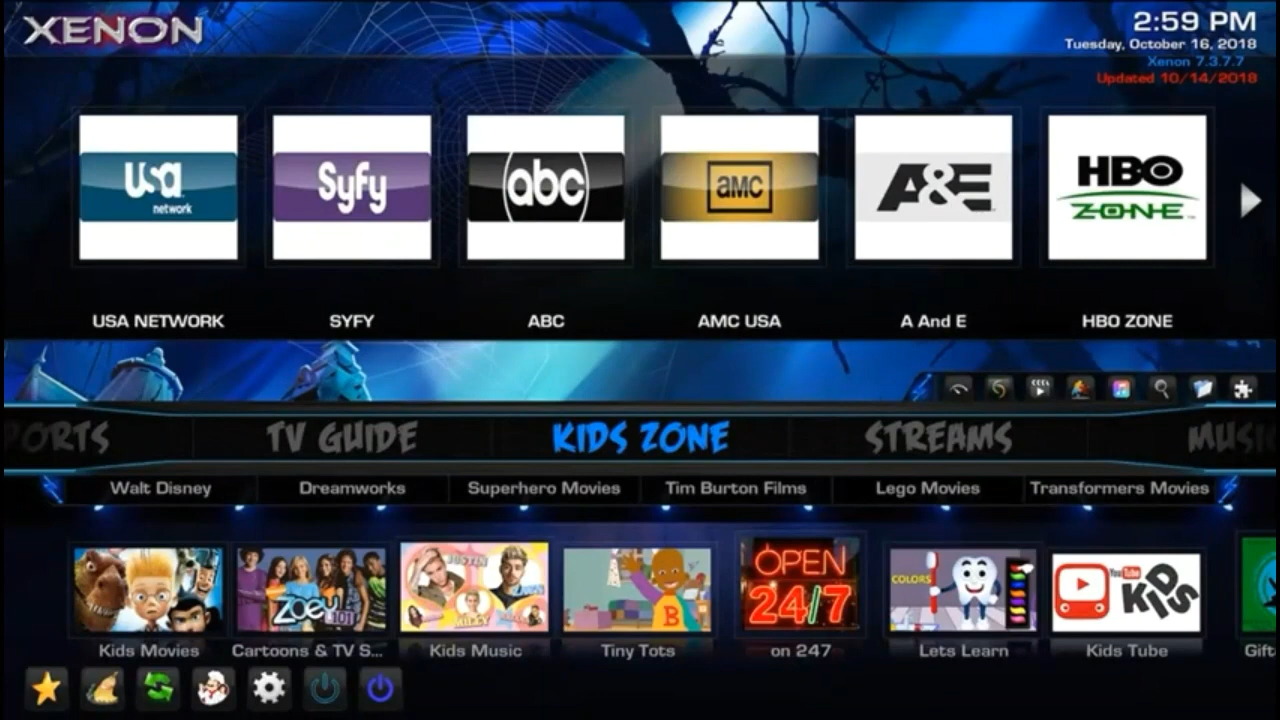 XENON
2:59 PM
Tuesday, October 16, 2018
Xenon 7.3.7.7
Updated 10/14/2018
usa network
Syfy
abc
aMC
A&E
HBO ZONE
USA NETWORK SYFY ABC AMC USA A And E HBO ZONE
PORTS TV GUIDE KIDS ZONE STREAMS MUSI
Walt Disney Dreamworks Superhero Movies Tim Burton Films Lego Movies Transformers Movies
JUSTIN
Zoey 101
B
OPEN 24/7
COLORS
YouTube KIDS
Kids Movies Cartoons & TV S... Kids Music Tiny Tots on 247 Lets Learn Kids Tube Gift